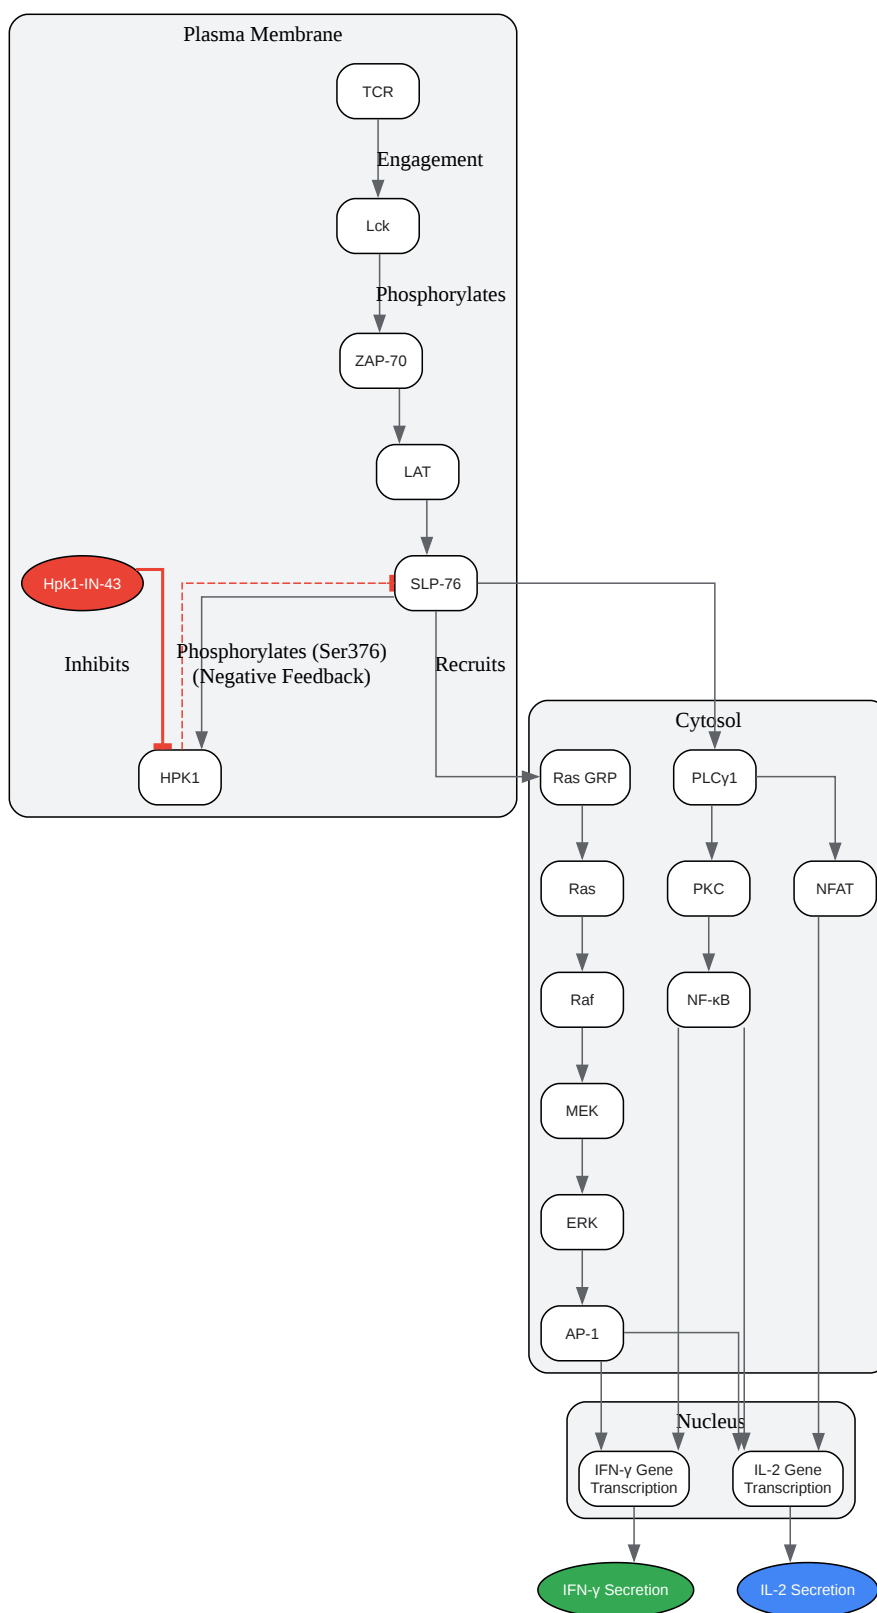 Plasma Membrane
TCR
Engagement
Lck
Phosphorylates
ZAP-70
LAT
Hpk1-IN-43
SLP-76
Inhibits
Phosphorylates (Ser376)
(Negative Feedback)
Recruits
HPK1
Cytosol
Ras GRP
PLCγ1
Ras
PKC
NFAT
Raf
NF-κB
MEK
ERK
AP-1
Nucleus
IFN-γ Gene
Transcription
IL-2 Gene
Transcription
IFN-γ Secretion
IL-2 Secretion